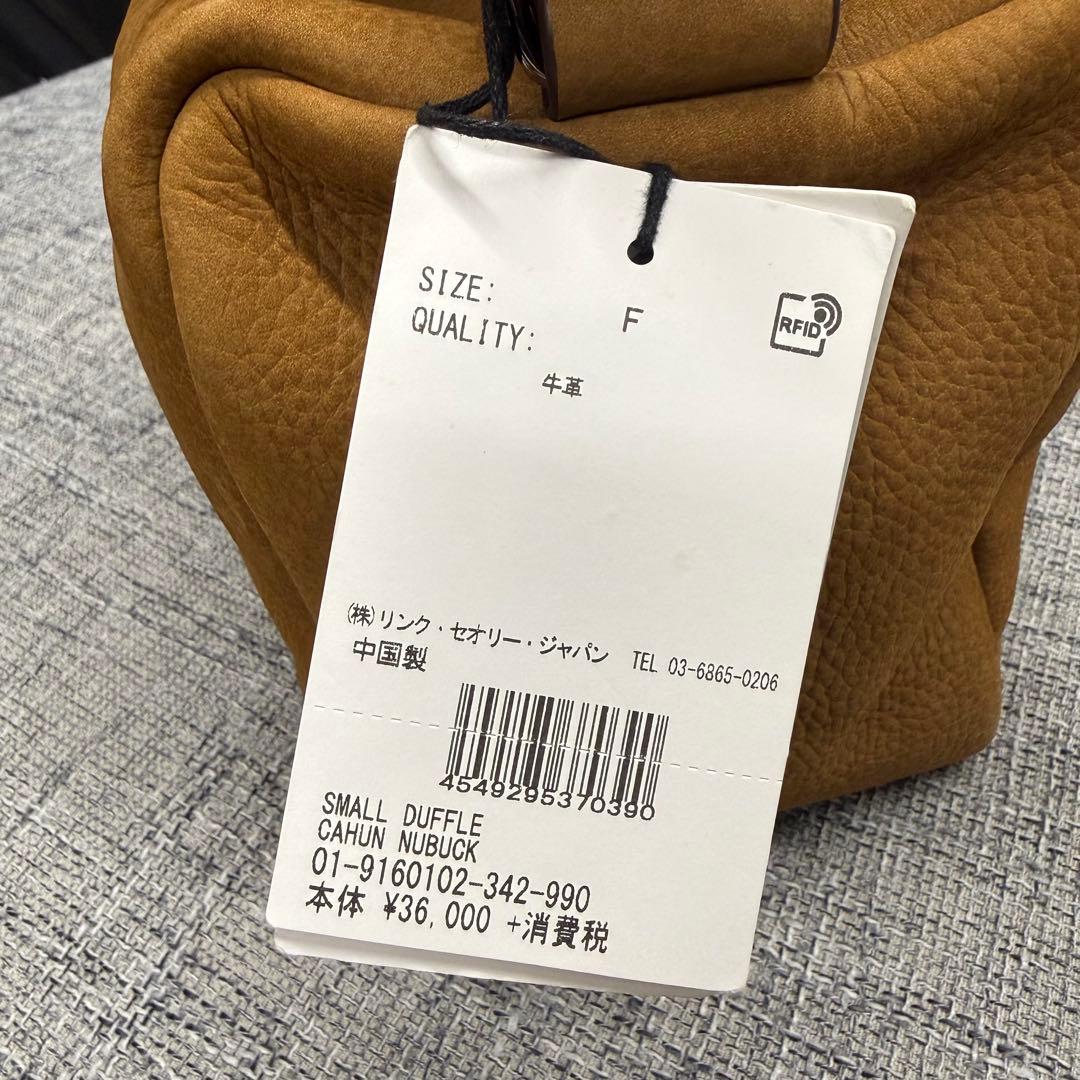 SIZE:
F
RFID
QUALITY:
牛革
(株)リンク・セオリー・ジャパン TEL 03-6865-0206
中国製
4549295370390
SMALL DUFFLE
CAHUN NUBUCK
01-9160102-342-990
本体 ¥36,000 +消費税